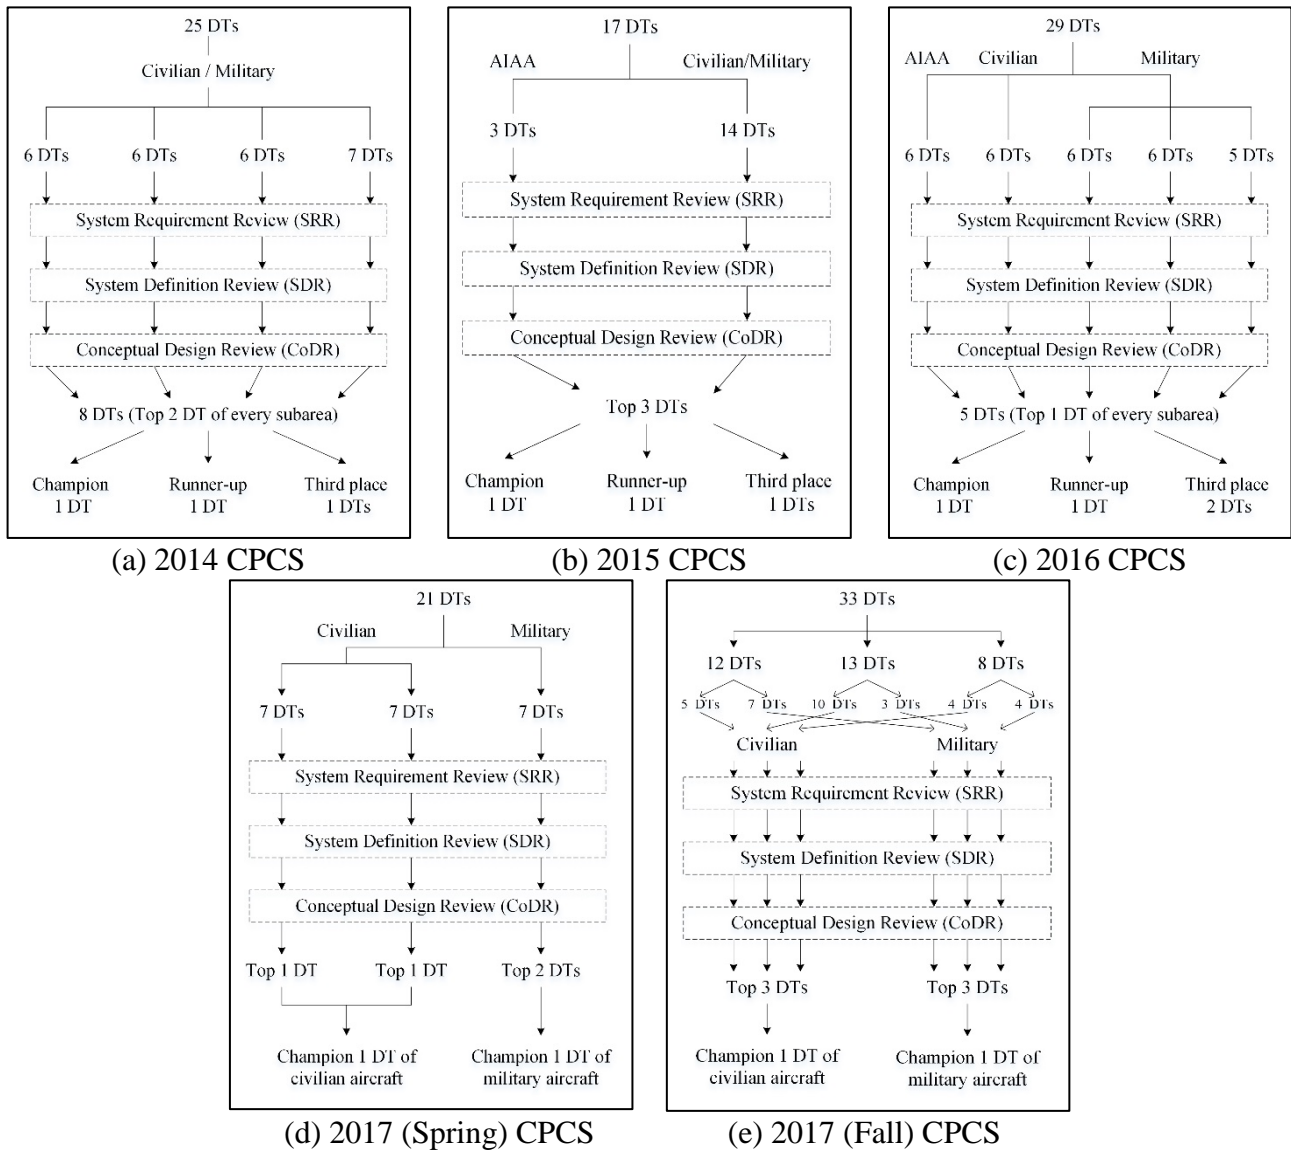 25 DTs
Civilian / Military
6 DTs 6 DTs 6 DTs 7 DTs
System Requirement Review (SRR)
System Definition Review (SDR)
Conceptual Design Review (CoDR)
8 DTs (Top 2 DT of every subarea)
Champion Runner-up Third place
1 DT 1 DT 1 DTs
(a) 2014 CPCS
17 DTs
AIAA Civilian/Military
3 DTs 14 DTs
System Requirement Review (SRR)
System Definition Review (SDR)
Conceptual Design Review (CoDR)
Top 3 DTs
Champion Runner-up Third place
1 DT 1 DT 1 DTs
(b) 2015 CPCS
29 DTs
AIAA Civilian Military
6 DTs 6 DTs 6 DTs 6 DTs 5 DTs
System Requirement Review (SRR)
System Definition Review (SDR)
Conceptual Design Review (CoDR)
5 DTs (Top 1 DT of every subarea)
Champion Runner-up Third place
1 DT 1 DT 2 DTs
(c) 2016 CPCS
21 DTs
Civilian Military
7 DTs 7 DTs 7 DTs
System Requirement Review (SRR)
System Definition Review (SDR)
Conceptual Design Review (CoDR)
Top 1 DT Top 1 DT Top 2 DTs
Champion 1 DT of Champion 1 DT of
civilian aircraft military aircraft
(d) 2017 (Spring) CPCS
33 DTs
12 DTs 13 DTs 8 DTs
5 DTs 7 DTs 10 DTs 3 DTs 4 DTs 4 DTs
Civilian Military
System Requirement Review (SRR)
System Definition Review (SDR)
Conceptual Design Review (CoDR)
Top 3 DTs Top 3 DTs
Champion 1 DT of Champion 1 DT of
civilian aircraft military aircraft
(e) 2017 (Fall) CPCS